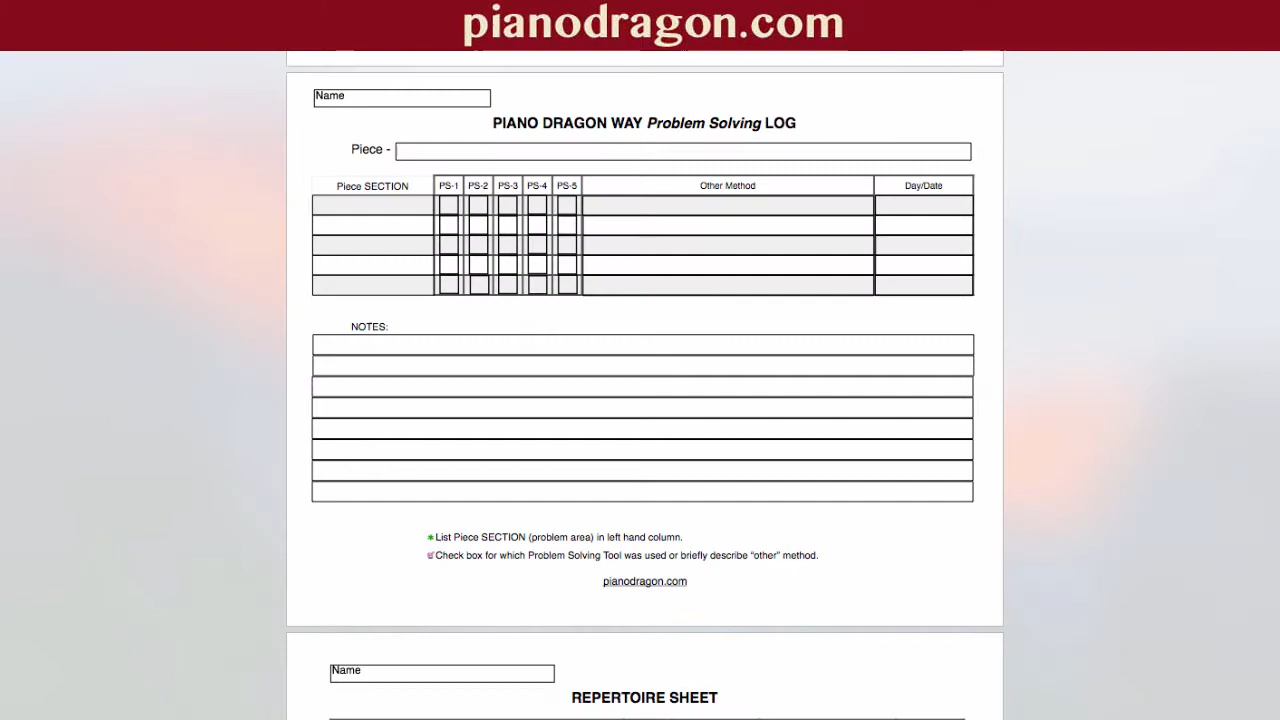 pianodragon.com
Name
PIANO DRAGON WAY Problem Solving LOG
Piece -
Piece SECTION PS-1 PS-2 PS-3 PS-4 PS-5 Other Method Day/Date
NOTES:
List Piece SECTION (problem area) in left hand column.
Check box for which Problem Solving Tool was used or briefly describe “other” method.
pianodragon.com
Name
REPERTOIRE SHEET